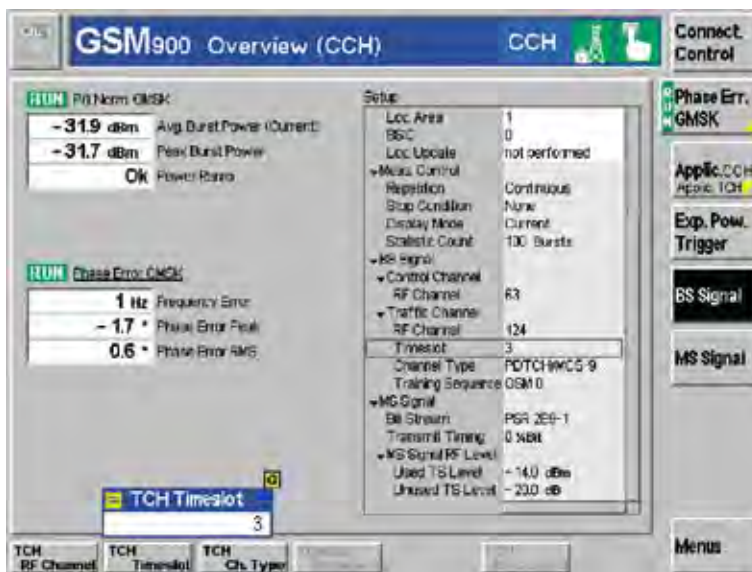 GSM900 Overview (CCH) CCH
Connect. Control
RUN P/t Norm. GMSK
-31.9 dBm Avg. Burst Power (Current)
-31.7 dBm Peak Burst Power
Ok Power Ramp
RUN Phase Error GMSK
1 Hz Frequency Error
-1.7 ° Phase Error Peak
0.6 ° Phase Error RMS
Setup
Loc. Area 1
BSIC 0
Loc. Update not performed
Meas. Control
Repetition Continuous
Stop Condition None
Display Mode Current
Statistic Count 100 Bursts
BS Signal
Control Channel
RF Channel 63
Traffic Channel
RF Channel 124
Timeslot 3
Channel Type PDTCH/MCS-9
Training Sequence GSM 0
MS Signal
Bit Stream PSR 2E9-1
Transmit Timing 0 ¼Bit
MS Signal RF Level
Used TS Level -14.0 dBm
Unused TS Level -20.0 dB
TCH Timeslot
3
TCH RF Channel
TCH Timeslot
TCH Ch. Type
RUN
Phase Err. GMSK
Applic. CCH
Applic. TCH
Exp. Pow. Trigger
BS Signal
MS Signal
Menus